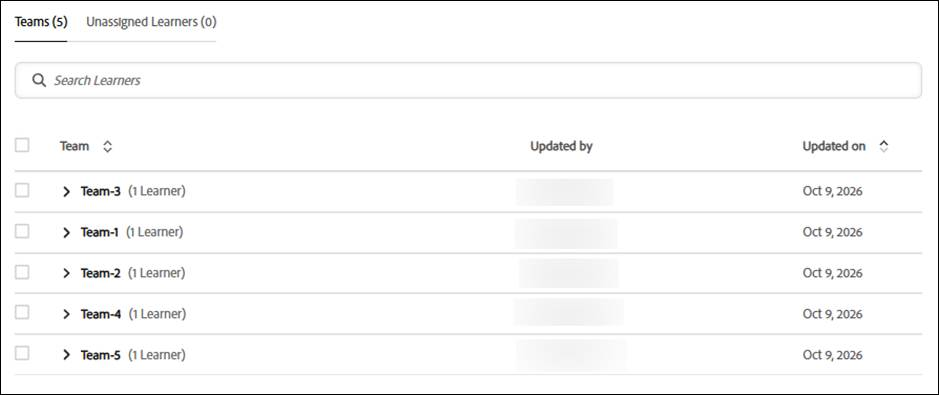 Teams (5) Unassigned Learners (0)
Search Learners
Team Updated by Updated on
Team-3 (1 Learner) Oct 9, 2026
Team-1 (1 Learner) Oct 9, 2026
Team-2 (1 Learner) Oct 9, 2026
Team-4 (1 Learner) Oct 9, 2026
Team-5 (1 Learner) Oct 9, 2026